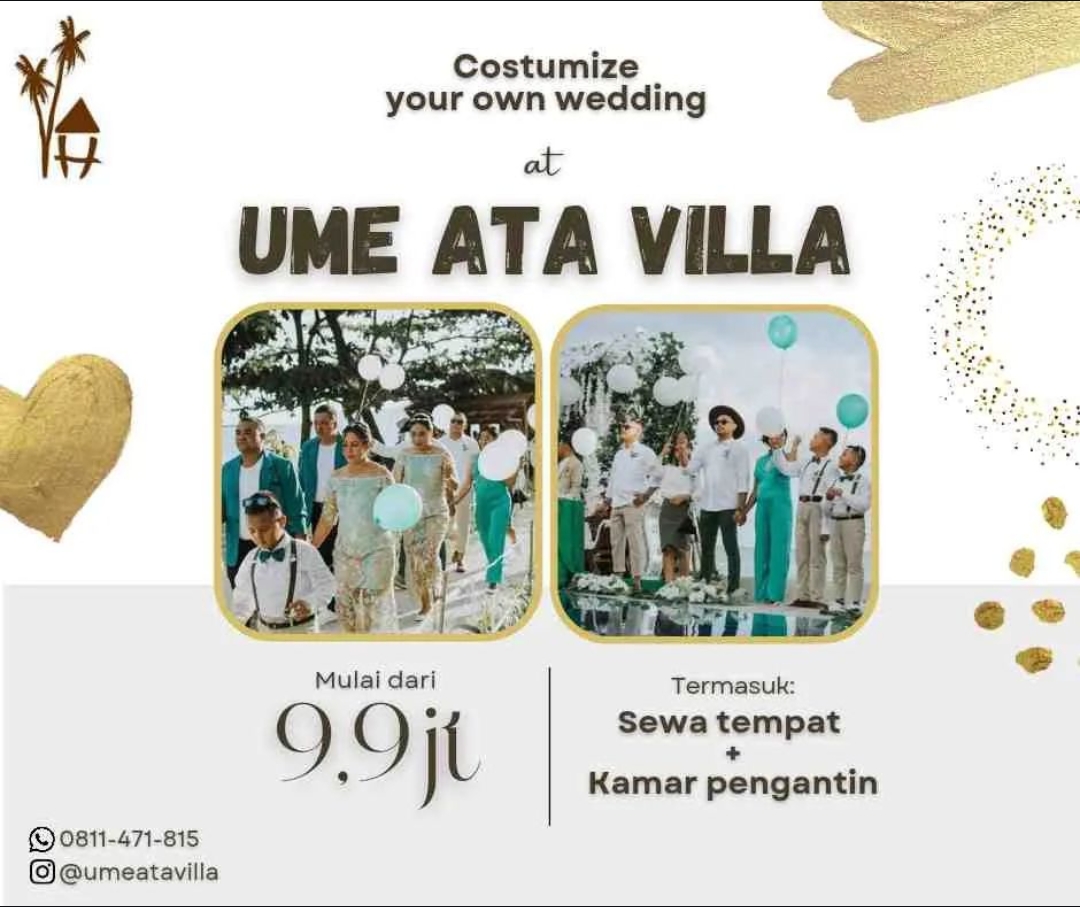 Costumize
your own wedding
at
UME ATA VILLA
Mulai dari
9,9jt
Termasuk:
Sewa tempat
+
Kamar pengantin
0811-471-815
@umeatavilla